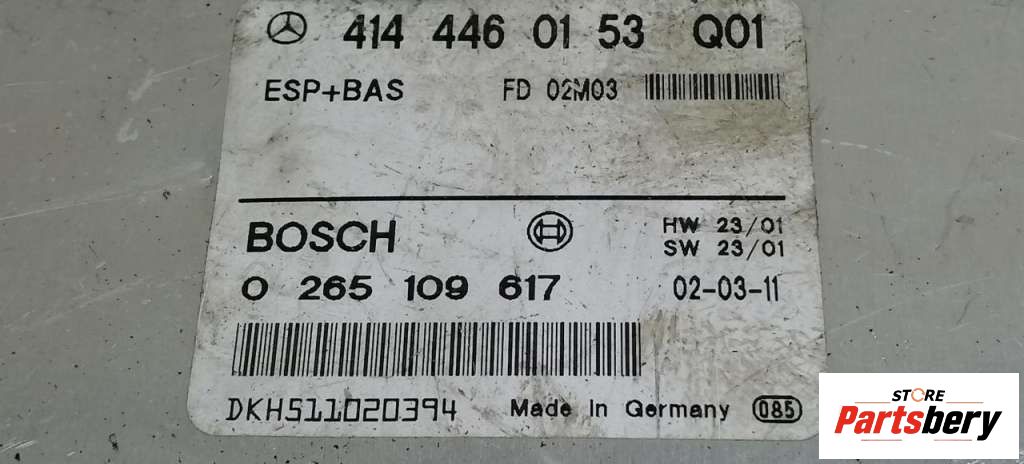 414 446 01 53 Q01
ESP+BAS FD 02M03
BOSCH HW 23/01
SW 23/01
0 265 109 617 02-03-11
DKHS11020394 Made In Germany 085
STORE
Partsbery